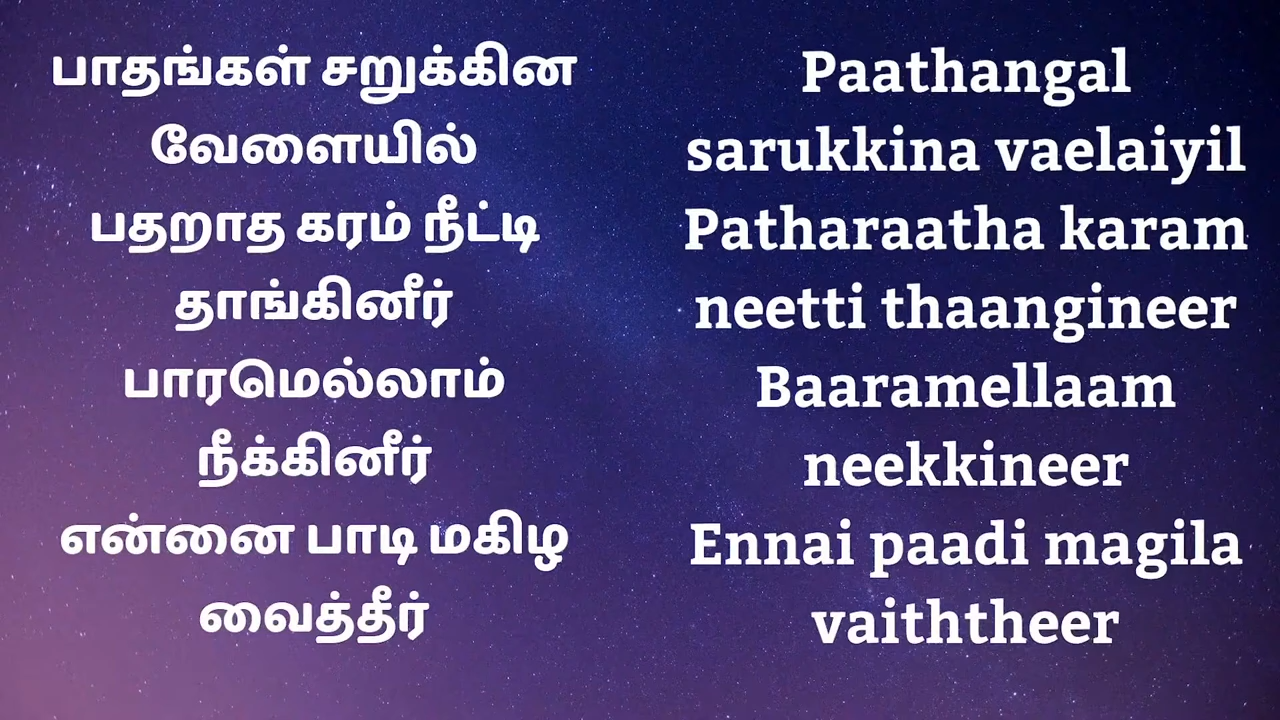 பாதங்கள் சறுக்கின
வேளையில்
பதறாத கரம் நீட்டி
தாங்கினீர்
பாரமெல்லாம்
நீக்கினீர்
என்னை பாடி மகிழ
வைத்தீர்
Paathangal
sarukkina vaelaiyil
Patharaatha karam
neetti thaangineer
Baaramellaam
neekkineer
Ennai paadi magila
vaiththeer